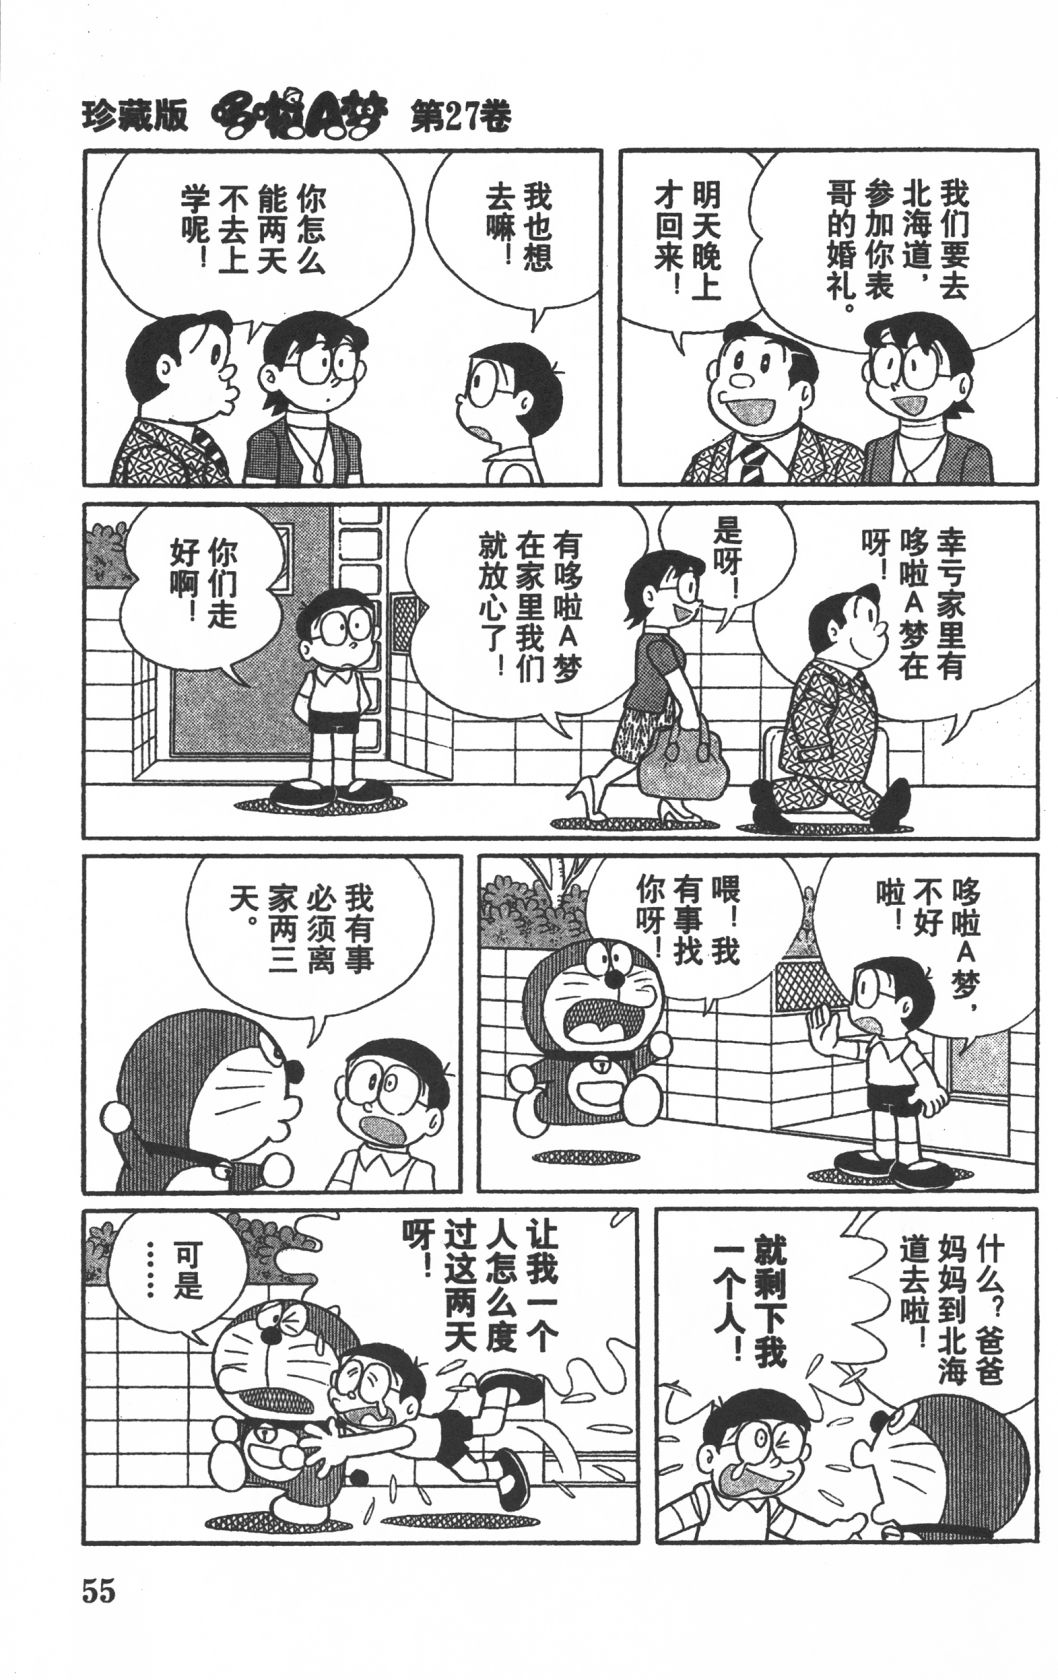 珍藏版 哆啦A梦 第27卷
我们要去
北海道，
参加你表
哥的婚礼。
明天晚上
才回来！
我也想
去嘛！
你怎么
能两天
不去上
学呢！
幸亏家里有
哆啦A梦在
呀！
是呀！
有哆啦A梦
在家里我们
就放心了！
你们走
好啊！
哆啦A梦，
不好
啦！
喂！我
有事找
你呀！
我有事
必须离
家两三
天。
什么？爸爸
妈妈到北海
道去啦！
就剩下我
一个人！
让我一个
人怎么度
过这两天
呀！
可是
……
55